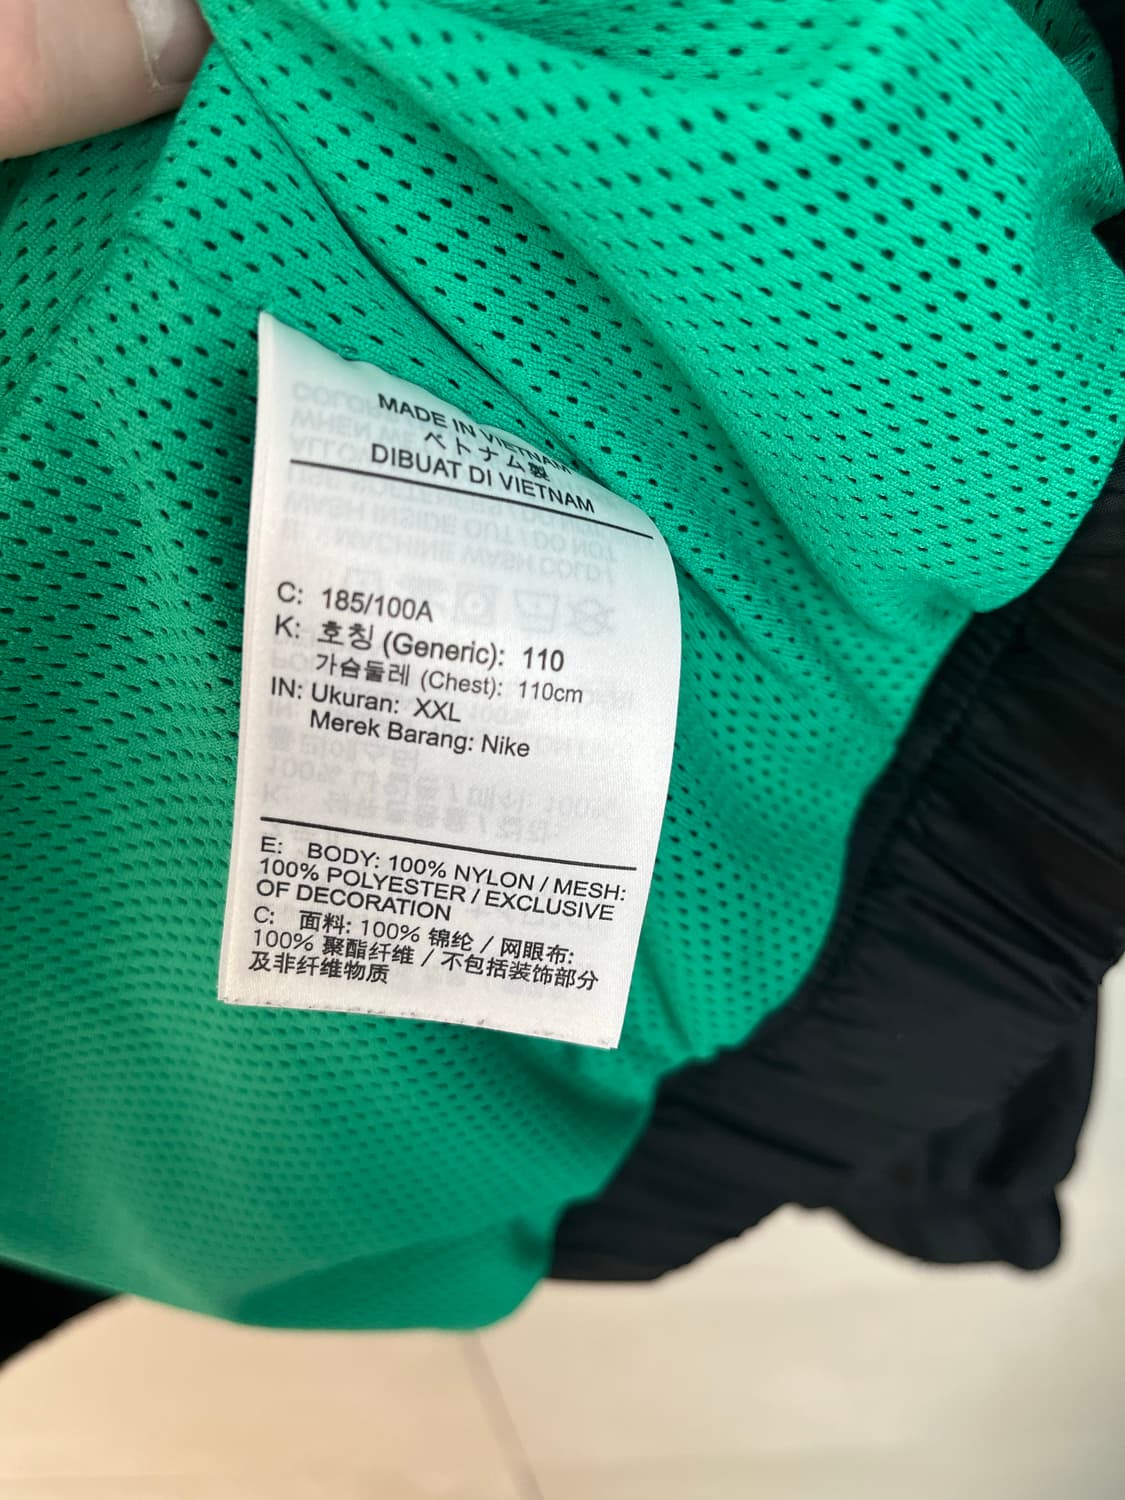 MADE IN VIETNAM
ベトナム製
DIBUAT DI VIETNAM
C: 185/100A
K: 호칭 (Generic): 110
가슴둘레 (Chest): 110cm
IN: Ukuran: XXL
Merek Barang: Nike
E: BODY: 100% NYLON / MESH:
100% POLYESTER / EXCLUSIVE
OF DECORATION
C: 面料: 100% 锦纶 / 网眼布:
100% 聚酯纤维 / 不包括装饰部分
及非纤维物质